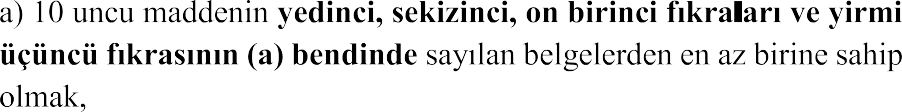 a) 10 uncu maddenin yedinci, sekizinci, on birinci fıkraları ve yirmi
üçüncü fıkrasının (a) bendinde sayılan belgelerden en az birine sahip
olmak,